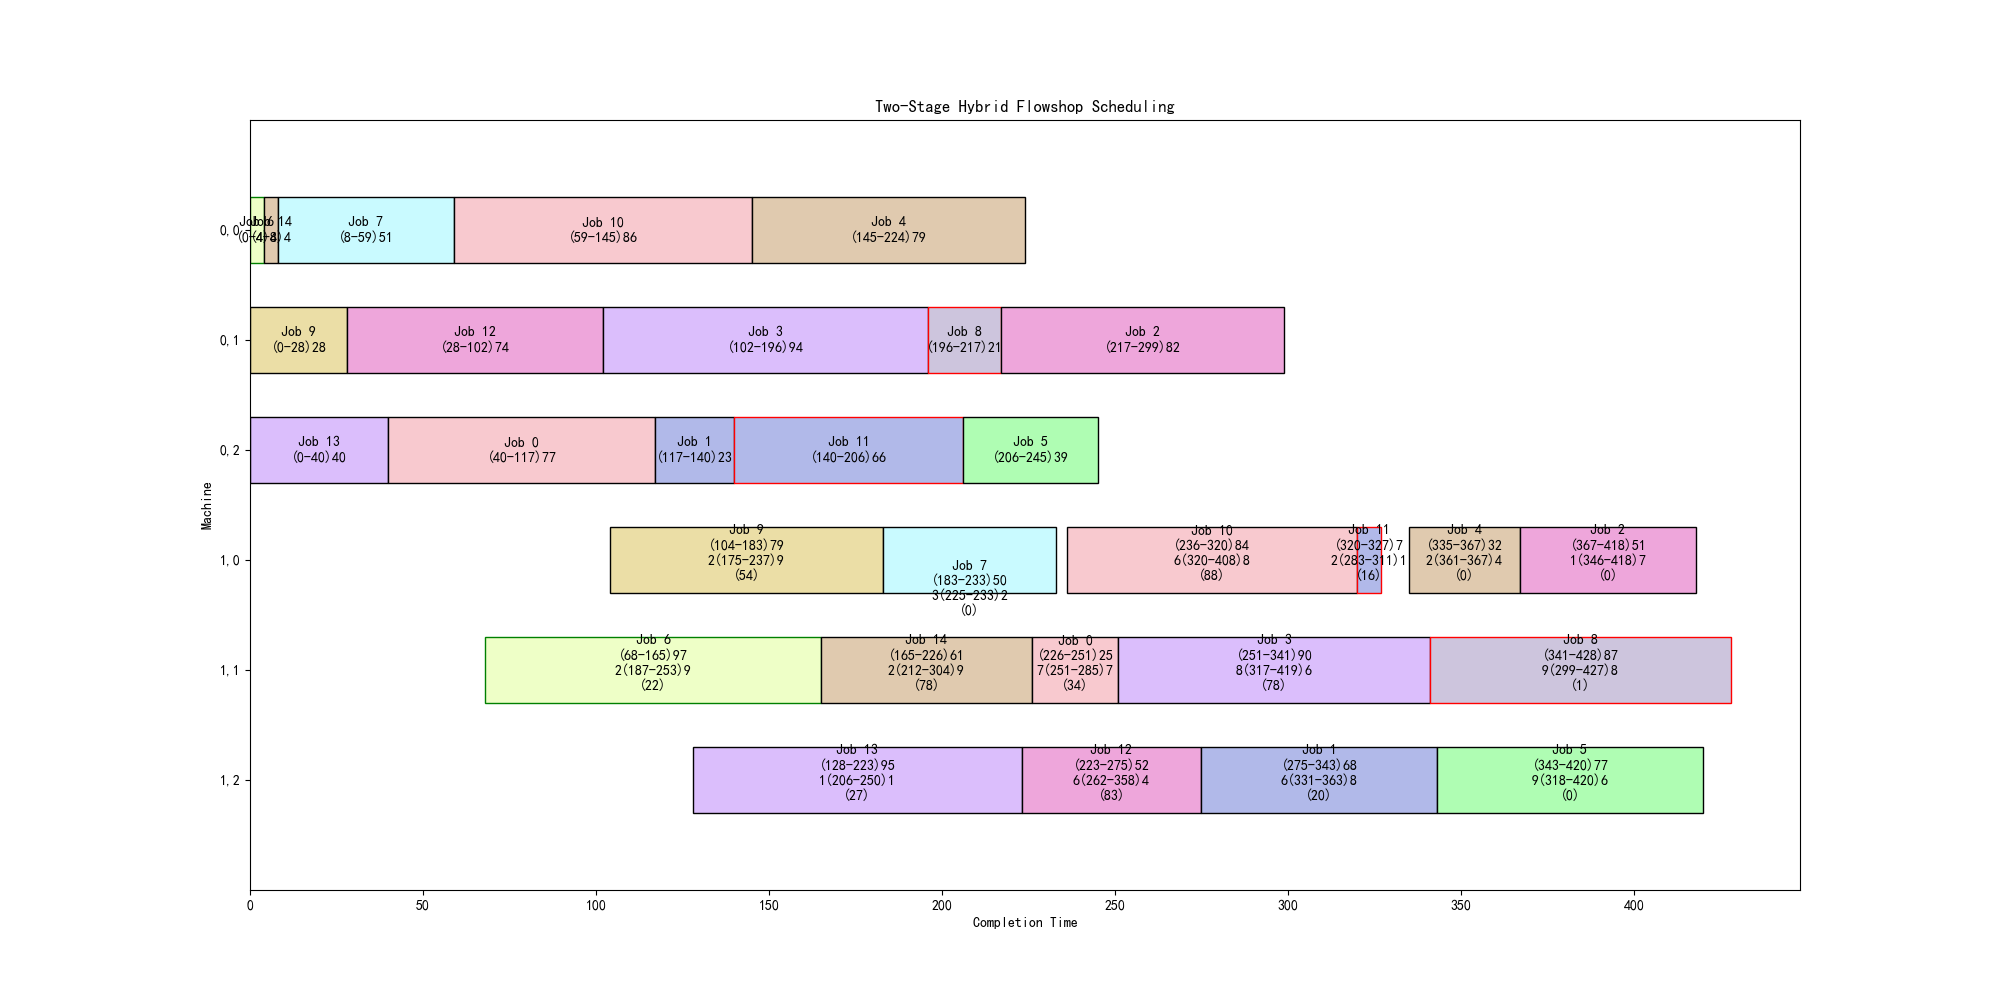 Two-Stage Hybrid Flowshop Scheduling
Machine
0,0
Job 6
(0-4)4
Job 14
(4-8)4
Job 7
(8-59)51
Job 10
(59-145)86
Job 4
(145-224)79
0,1
Job 9
(0-28)28
Job 12
(28-102)74
Job 3
(102-196)94
Job 8
(196-217)21
Job 2
(217-299)82
0,2
Job 13
(0-40)40
Job 0
(40-117)77
Job 1
(117-140)23
Job 11
(140-206)66
Job 5
(206-245)39
1,0
Job 9
(104-183)79
2(175-237)9
(54)
Job 7
(183-233)50
3(225-233)2
(0)
Job 10
(236-320)84
6(320-408)8
(88)
Job 11
(320-327)7
2(283-311)1
(16)
Job 4
(335-367)32
2(361-367)4
(0)
Job 2
(367-418)51
1(346-418)7
(0)
1,1
Job 6
(68-165)97
2(187-253)9
(22)
Job 14
(165-226)61
2(212-304)9
(78)
Job 0
(226-251)25
7(251-285)7
(34)
Job 3
(251-341)90
8(317-419)6
(78)
Job 8
(341-428)87
9(299-427)8
(1)
1,2
Job 13
(128-223)95
1(206-250)1
(27)
Job 12
(223-275)52
6(262-358)4
(83)
Job 1
(275-343)68
6(331-363)8
(20)
Job 5
(343-420)77
9(318-420)6
(0)
0
50
100
150
200
250
300
350
400
Completion Time